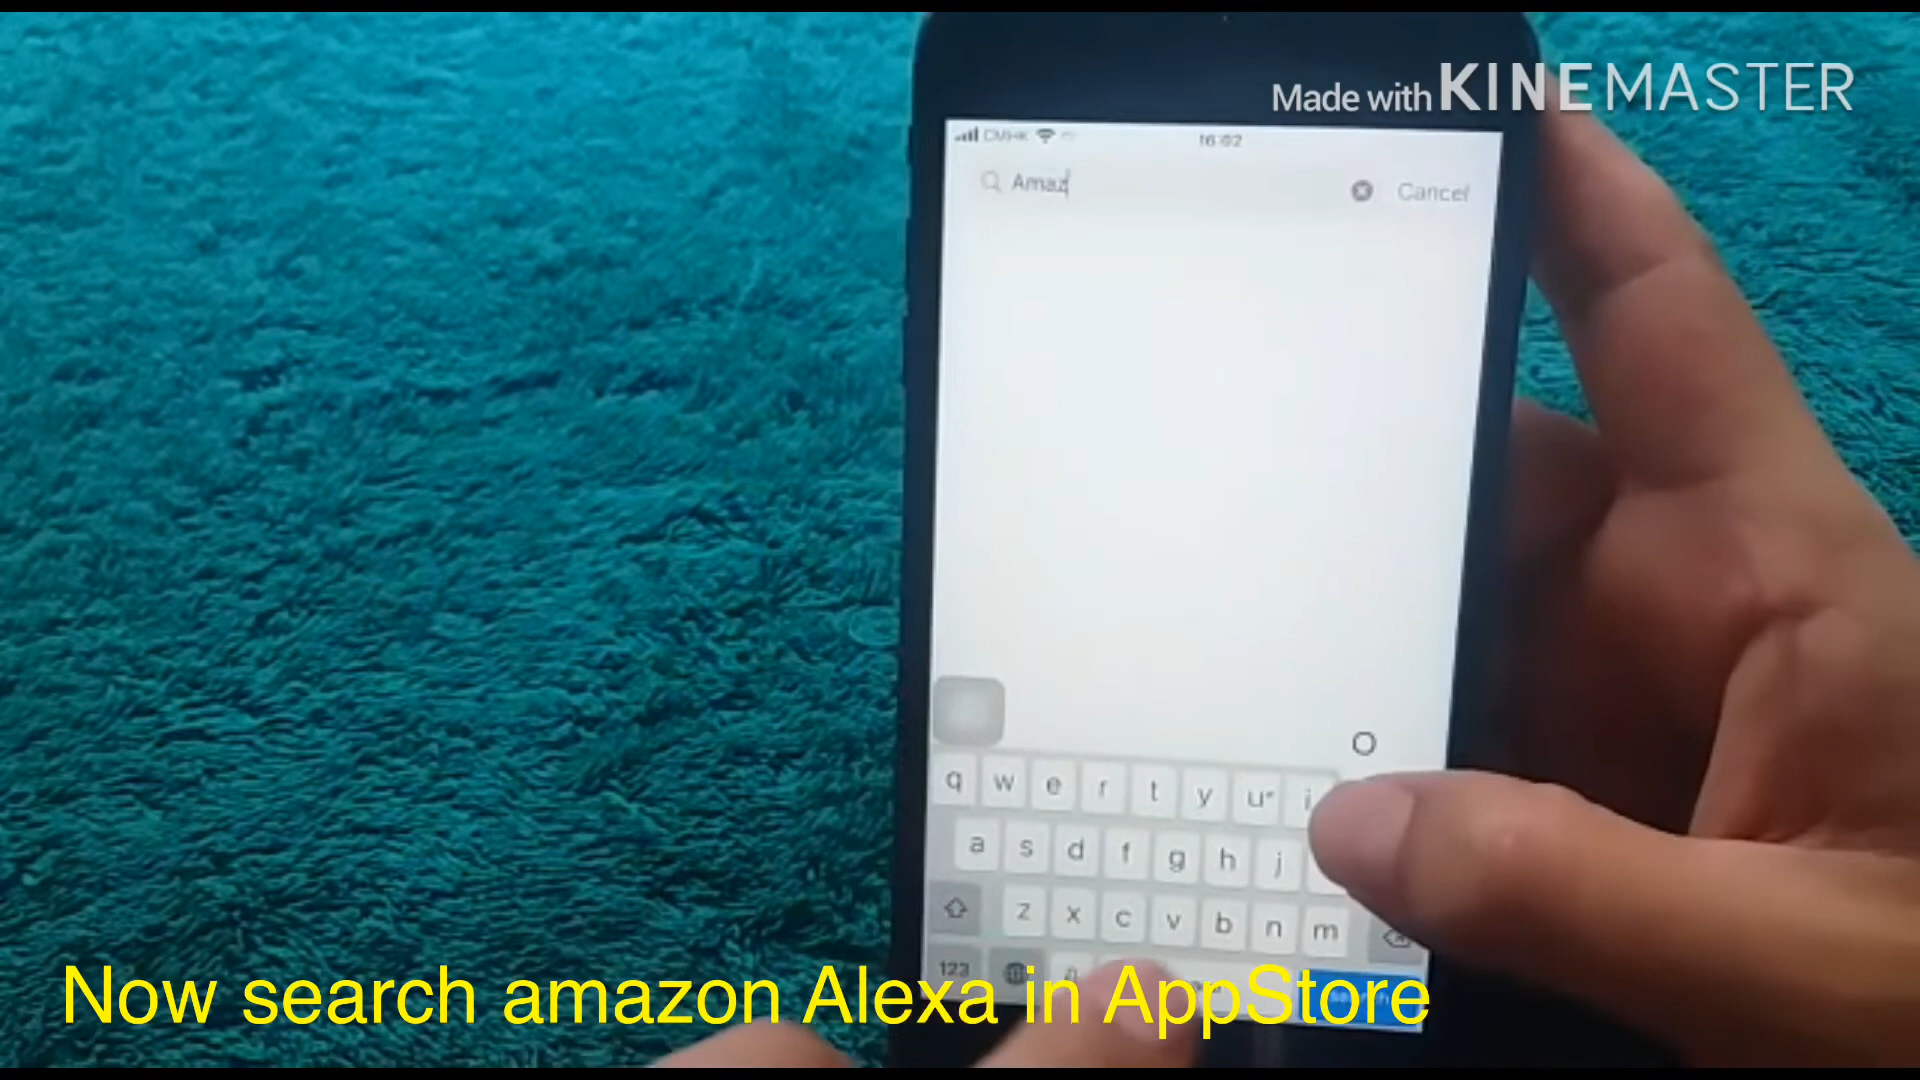 Made with KINEMASTER
CMHK 16:02
Amaz
Cancel
O
q w e r t y u i
a s d f g h j
z x c v b n m
123
Now search amazon Alexa in AppStore